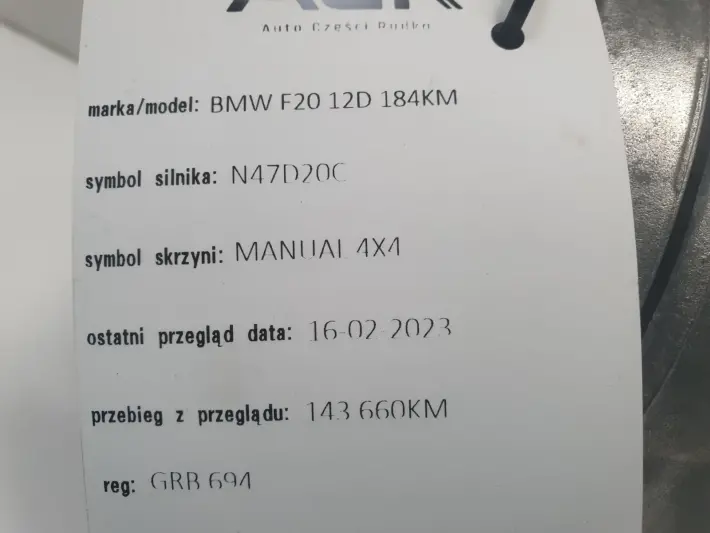 Auto Części Rudko
marka/model: BMW F20 12D 184KM
symbol silnika: N47D20C
symbol skrzyni: MANUAL 4X4
ostatni przegląd data: 16-02-2023
przebieg z przeglądu: 143 660KM
reg: GRB 694